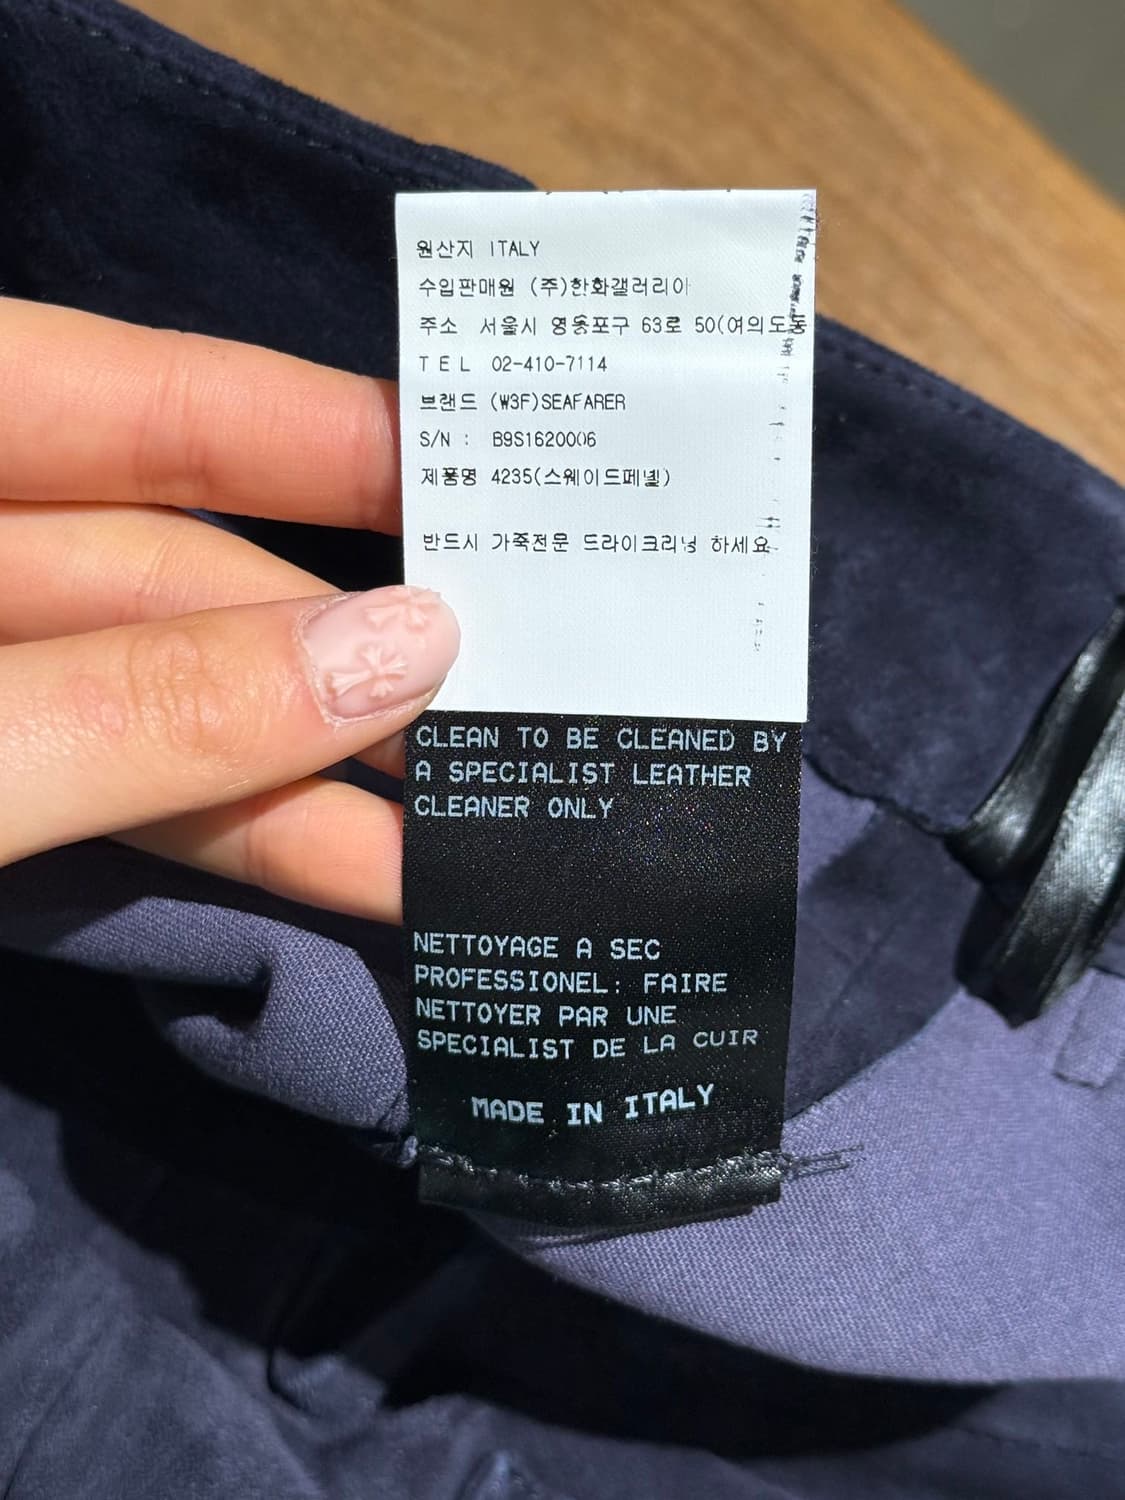 원산지 ITALY
수입판매원 (주)한화갤러리아
주소 서울시 영등포구 63로 50(여의도
TEL 02-410-7114
브랜드 (W3F)SEAFARER
S/N : B9S1620006
제품명 4235(스웨이드페넬)
반드시 가죽전문 드라이크리닝 하세요
CLEAN TO BE CLEANED BY
A SPECIALIST LEATHER
CLEANER ONLY
NETTOYAGE A SEC
PROFESSIONEL: FAIRE
NETTOYER PAR UNE
SPECIALIST DE LA CUIR
MADE IN ITALY